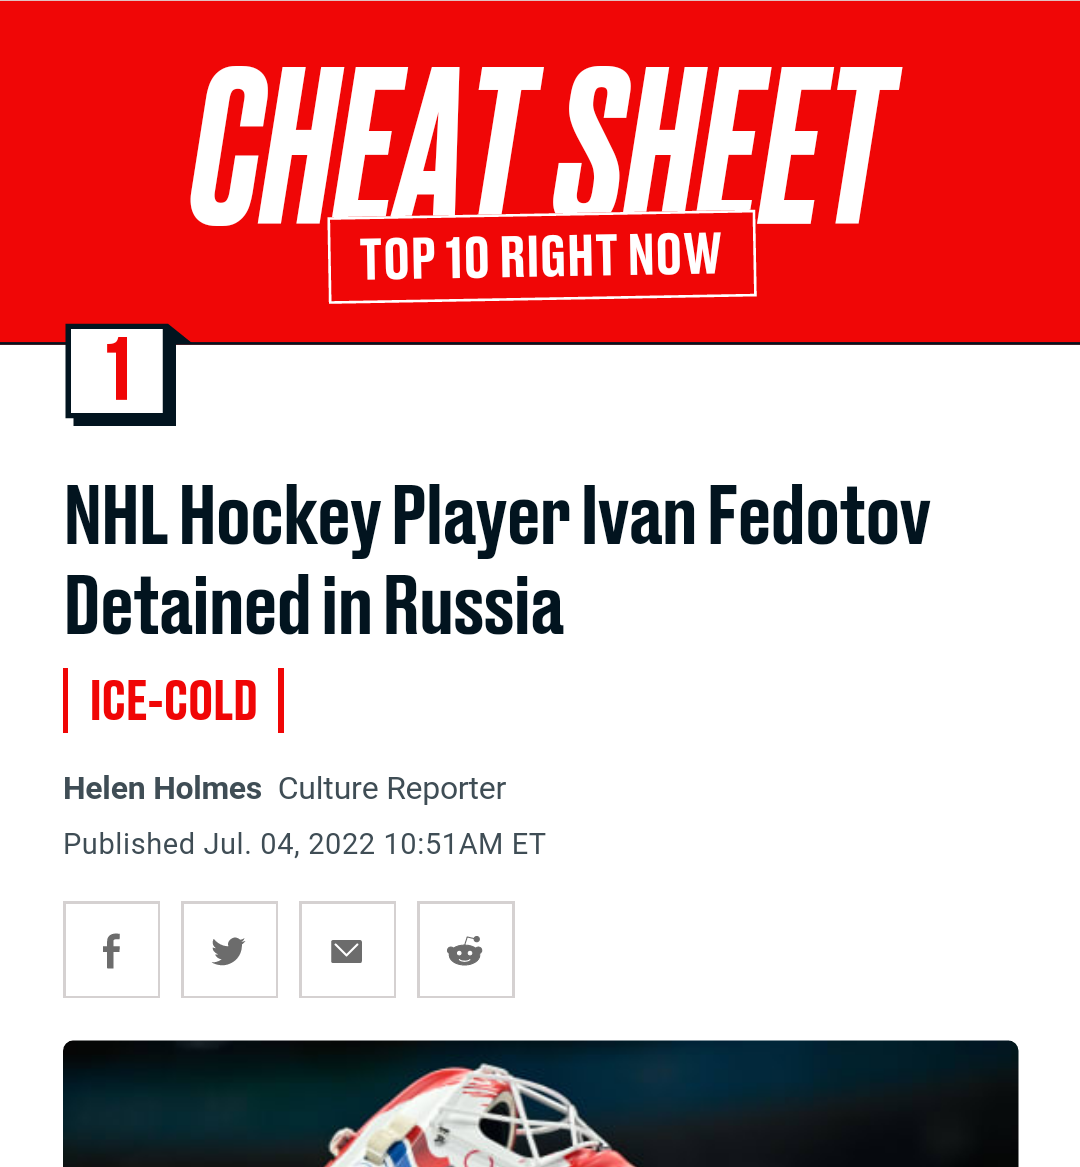 CHEAT SHEET
TOP 10 RIGHT NOW
1
NHL Hockey Player Ivan Fedotov
Detained in Russia
ICE-COLD
Helen Holmes Culture Reporter
Published Jul. 04, 2022 10:51AM ET